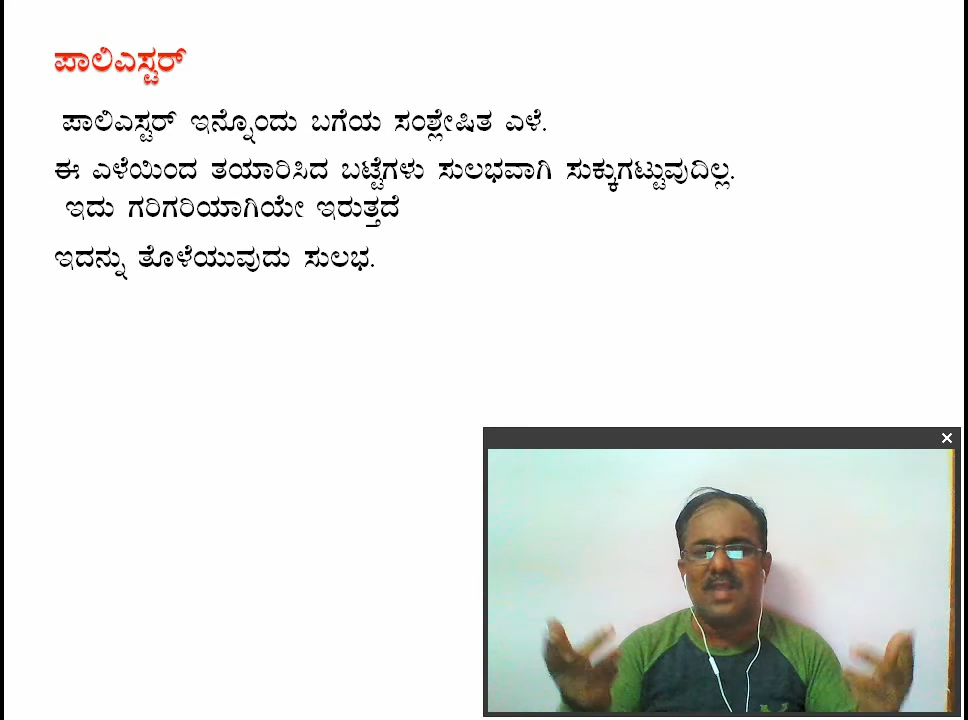 ಪಾಲಿಎಸ್ಟರ್
ಪಾಲಿಎಸ್ಟರ್ ಇನ್ನೊಂದು ಬಗೆಯ ಸಂಶ್ಲೇಷಿತ ಎಳೆ.
ಈ ಎಳೆಯಿಂದ ತಯಾರಿಸಿದ ಬಟ್ಟೆಗಳು ಸುಲಭವಾಗಿ ಸುಕ್ಕುಗಟ್ಟುವುದಿಲ್ಲ.
ಇದು ಗರಿಗರಿಯಾಗಿಯೇ ಇರುತ್ತದೆ
ಇದನ್ನು ತೊಳೆಯುವುದು ಸುಲಭ.